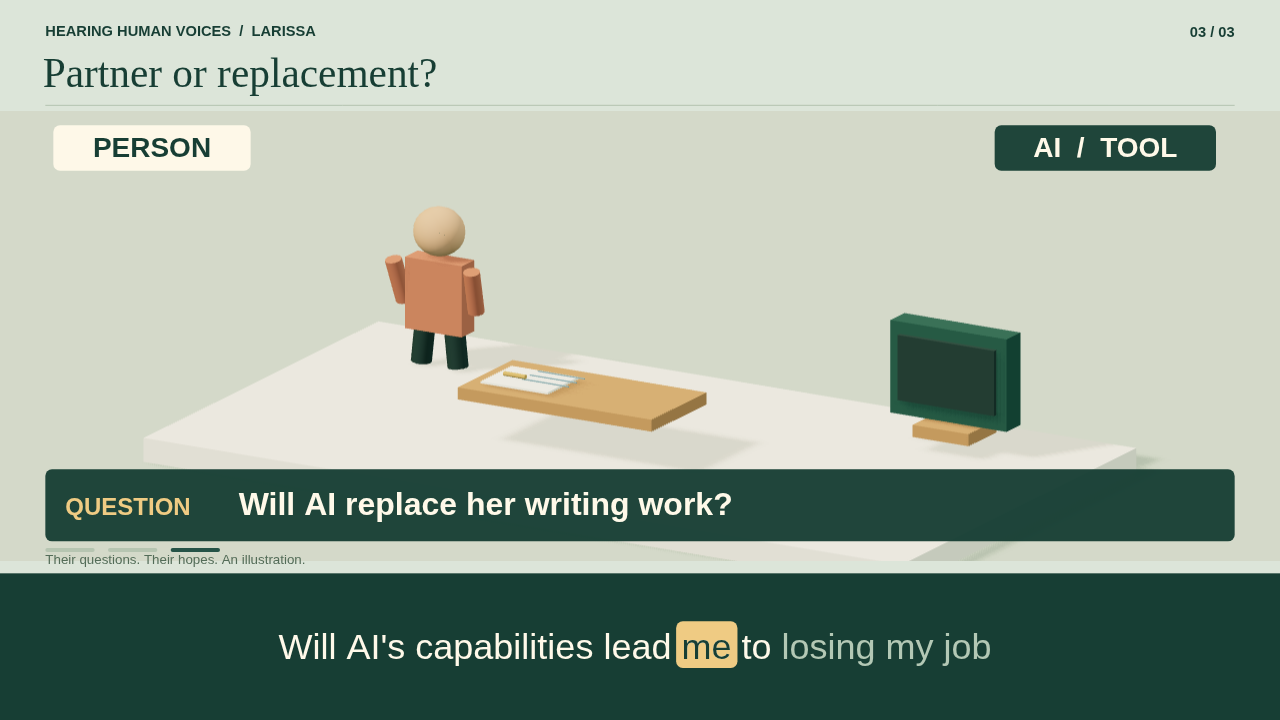 HEARING HUMAN VOICES / LARISSA
03 / 03
Partner or replacement?
PERSON
AI / TOOL
QUESTION Will AI replace her writing work?
Their questions. Their hopes. An illustration.
Will AI's capabilities lead me to losing my job